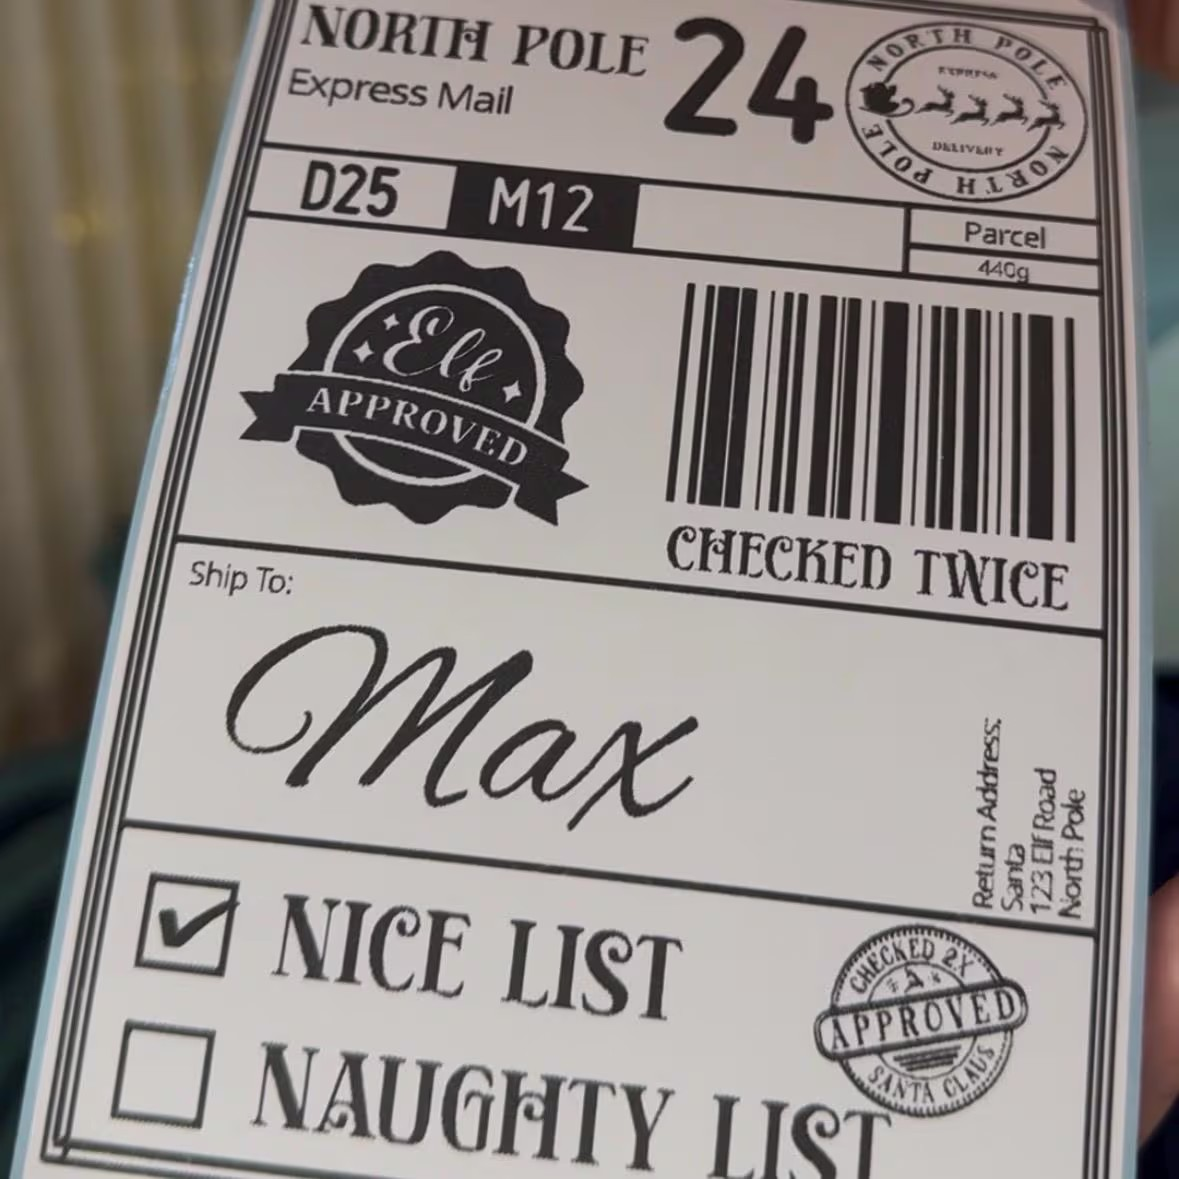 NORTH POLE
Express Mail
24
NORTH POLE
EXPRESS
DELIVERY
NORTH POLE
D25
M12
Parcel
440g
Elf
APPROVED
CHECKED TWICE
Ship To:
Max
Return Address:
Santa
123 Elf Road
North Pole
NICE LIST
CHECKED 2X
APPROVED
SANTA CLAUS
NAUGHTY LIST